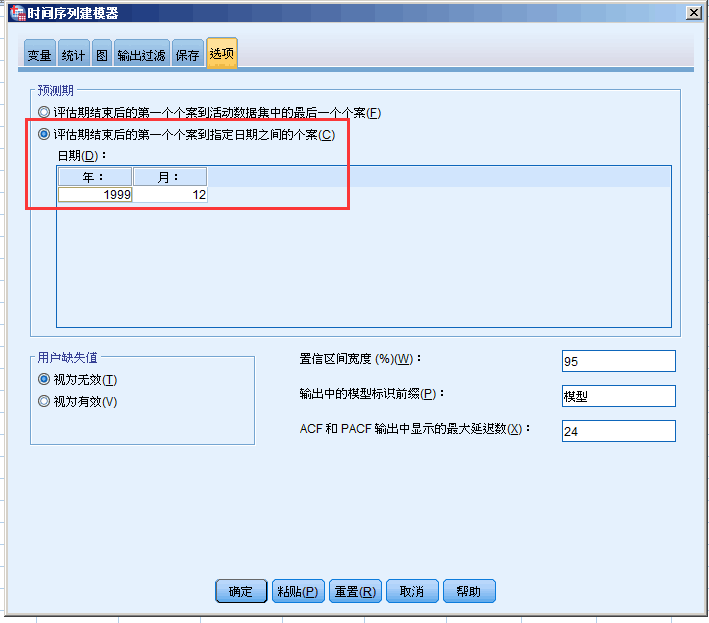 时间序列建模器
变量 统计 图 输出过滤 保存 选项
预测期
评估期结束后的第一个个案到活动数据集中的最后一个个案(F)
评估期结束后的第一个个案到指定日期之间的个案(C)
日期(D)：
年： 月：
1999 12
用户缺失值
视为无效(T)
视为有效(V)
置信区间宽度 (%)(W)： 95
输出中的模型标识前缀(P)： 模型
ACF 和 PACF 输出中显示的最大延迟数(X)： 24
确定 粘贴(P) 重置(R) 取消 帮助